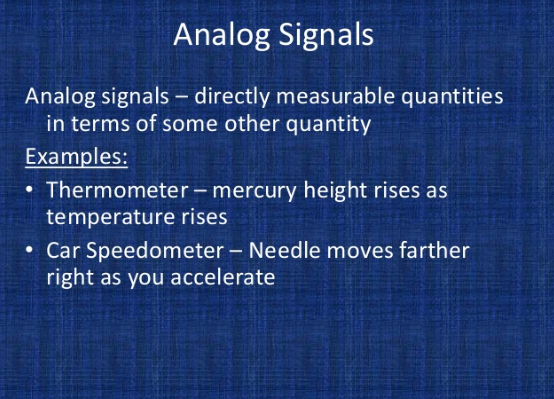 Analog Signals
Analog signals – directly measurable quantities
in terms of some other quantity
Examples:
• Thermometer – mercury height rises as
temperature rises
• Car Speedometer – Needle moves farther
right as you accelerate